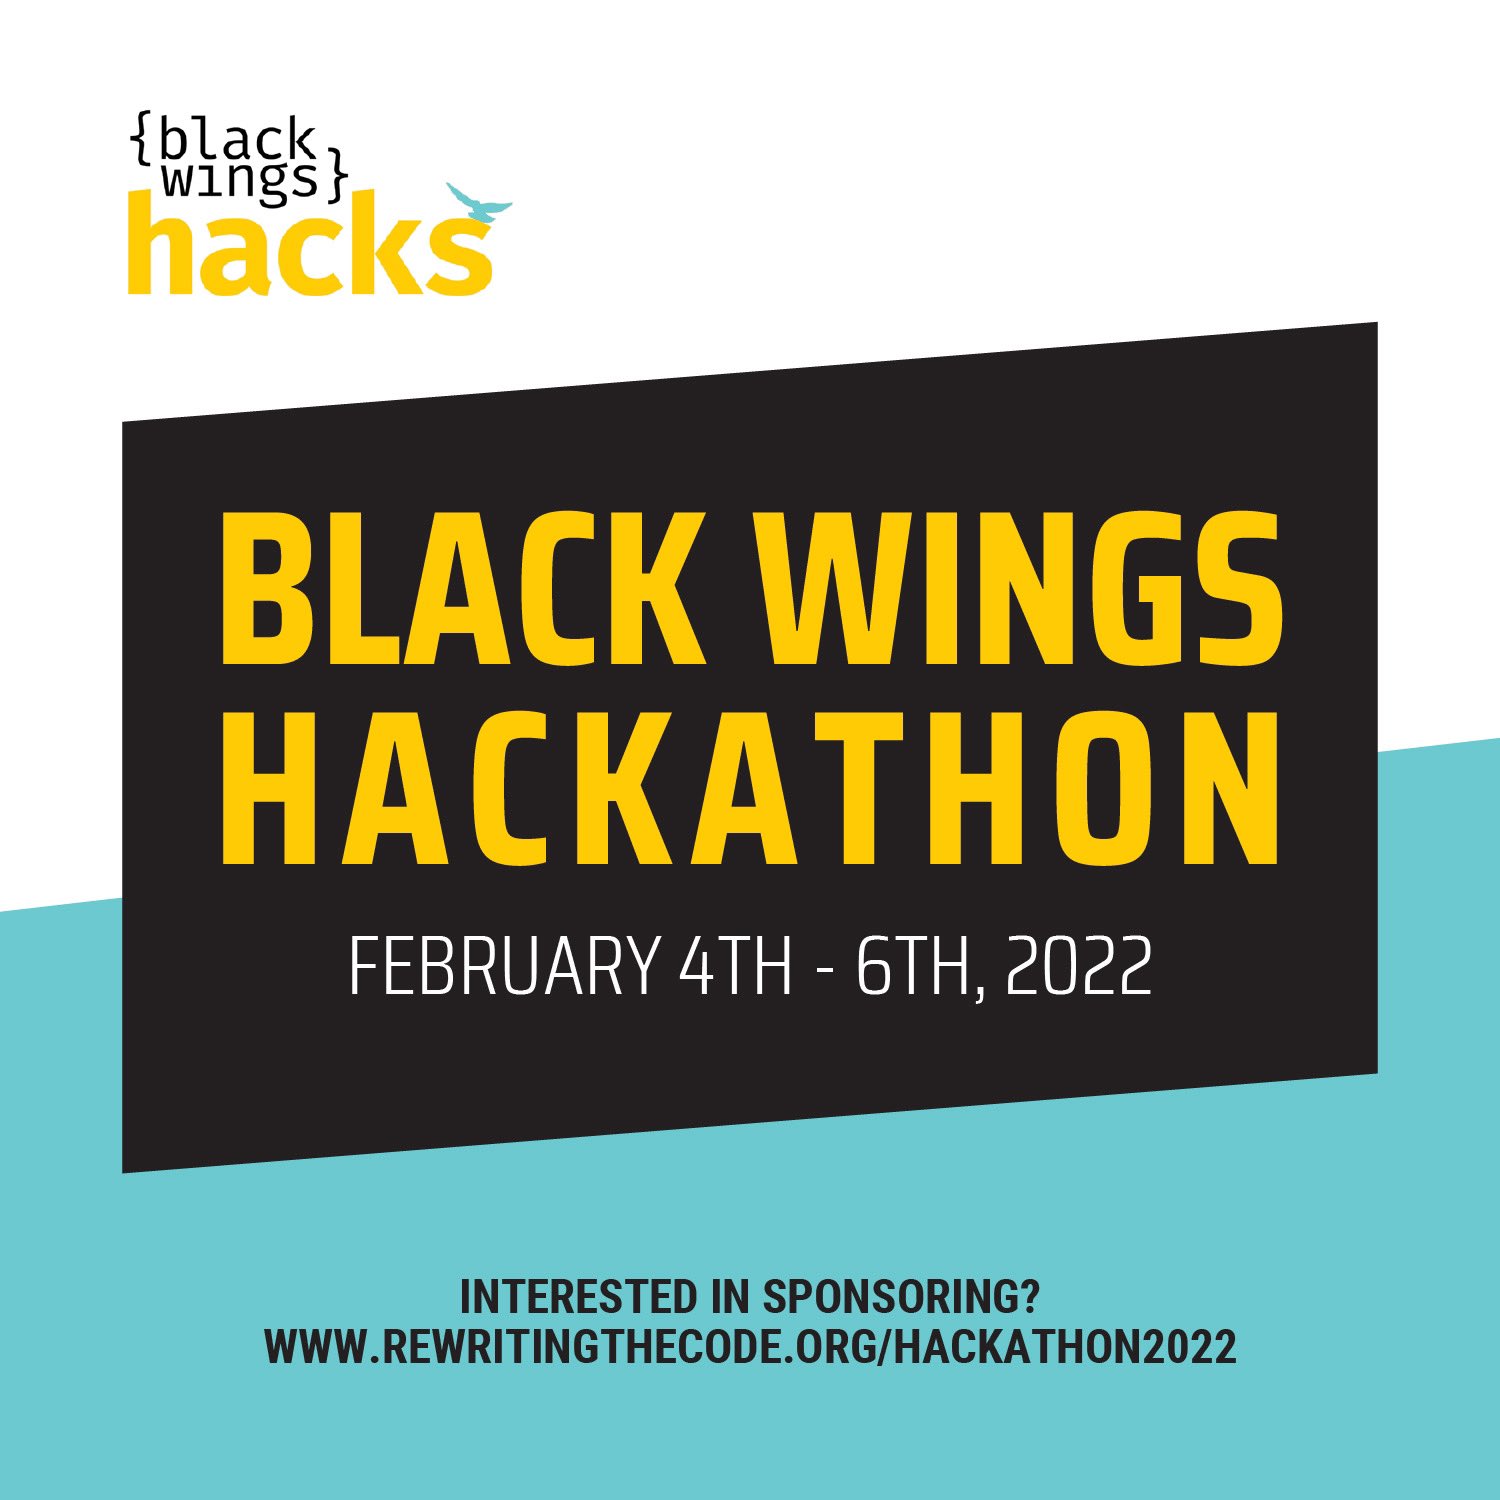 {black
wings}
hacks
BLACK WINGS
HACKATHON
FEBRUARY 4TH - 6TH, 2022
INTERESTED IN SPONSORING?
WWW.REWRITINGTHECODE.ORG/HACKATHON2022